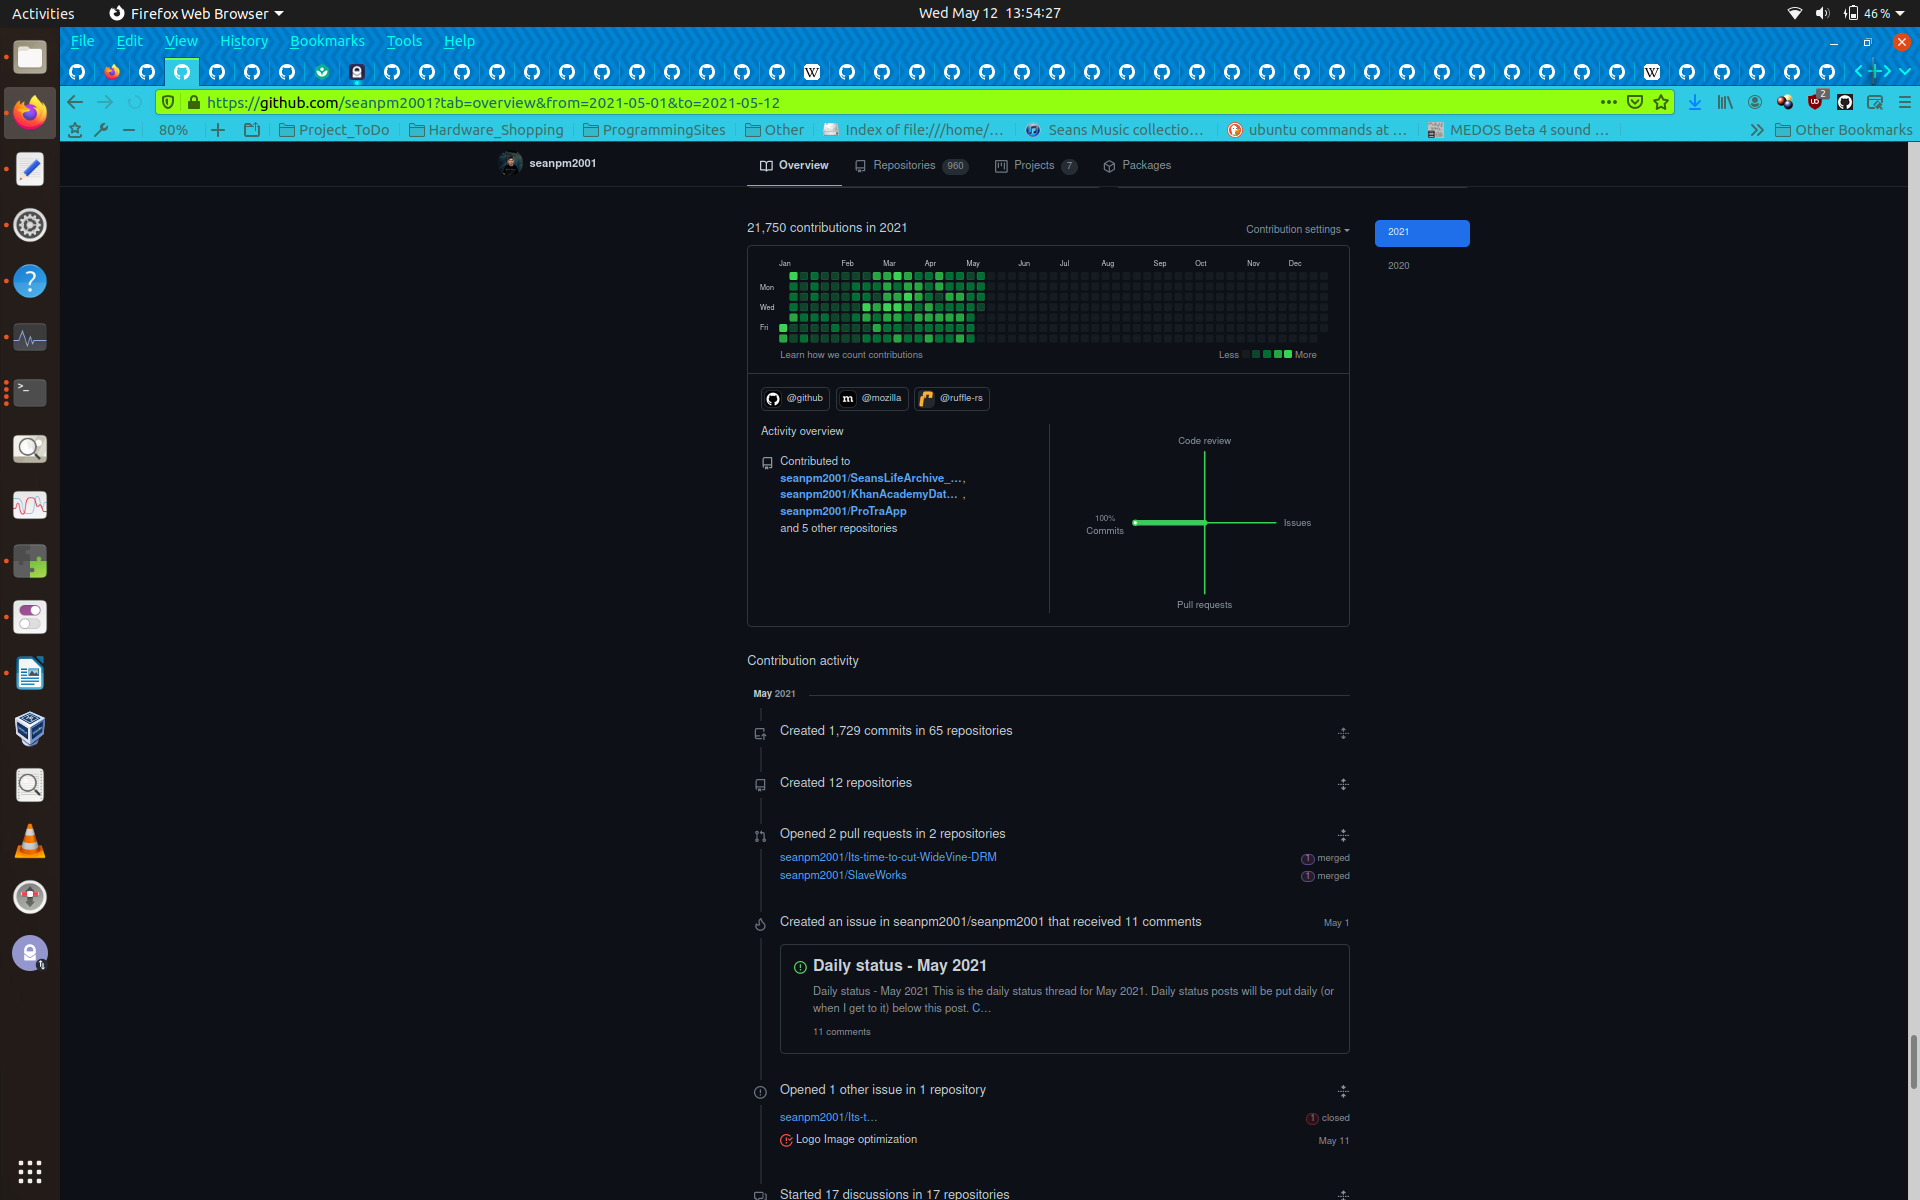 Activities
Firefox Web Browser
Wed May 12 13:54:27
46 %
File Edit View History Bookmarks Tools Help
https://github.com/seanpm2001?tab=overview&from=2021-05-01&to=2021-05-12
2
80%
Project_ToDo
Hardware_Shopping
ProgrammingSites
Other
Index of file:///home/…
Seans Music collectio…
ubuntu commands at …
MEDOS Beta 4 sound …
Other Bookmarks
seanpm2001
Overview
Repositories 960
Projects 7
Packages
21,750 contributions in 2021
Contribution settings
2021
2020
Jan Feb Mar Apr May Jun Jul Aug Sep Oct Nov Dec
Mon
Wed
Fri
Learn how we count contributions
Less More
@github
@mozilla
@ruffle-rs
Activity overview
Contributed to
seanpm2001/SeansLifeArchive_…,
seanpm2001/KhanAcademyDat… ,
seanpm2001/ProTraApp
and 5 other repositories
Code review
100%
Commits
Issues
Pull requests
Contribution activity
May 2021
Created 1,729 commits in 65 repositories
Created 12 repositories
Opened 2 pull requests in 2 repositories
seanpm2001/Its-time-to-cut-WideVine-DRM
1 merged
seanpm2001/SlaveWorks
1 merged
Created an issue in seanpm2001/seanpm2001 that received 11 comments
May 1
Daily status - May 2021
Daily status - May 2021 This is the daily status thread for May 2021. Daily status posts will be put daily (or
when I get to it) below this post. C…
11 comments
Opened 1 other issue in 1 repository
seanpm2001/Its-t…
1 closed
Logo Image optimization
May 11
Started 17 discussions in 17 repositories